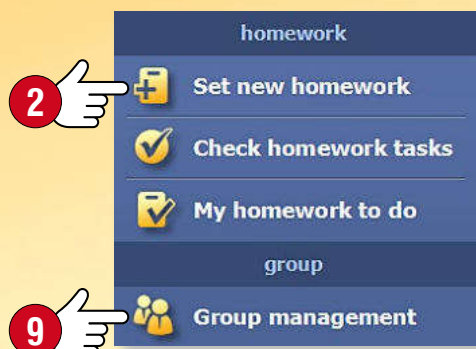 homework
2
Set new homework
Check homework tasks
My homework to do
group
9
Group management